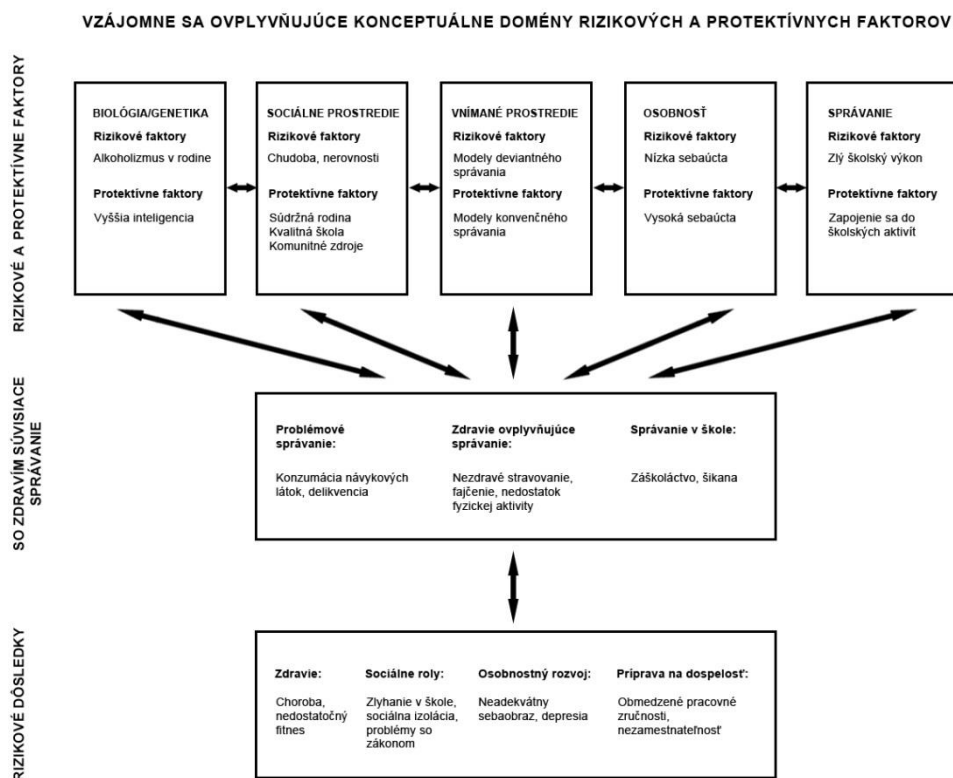 VZÁJOMNE SA OVPLYVŇUJÚCE KONCEPTUÁLNE DOMÉNY RIZIKOVÝCH A PROTEKTÍVNYCH FAKTOROV
RIZIKOVÉ A PROTEKTÍVNE FAKTORY
BIOLÓGIA/GENETIKA
Rizikové faktory
Alkoholizmus v rodine
Protektívne faktory
Vyššia inteligencia
SOCIÁLNE PROSTREDIE
Rizikové faktory
Chudoba, nerovnosti
Protektívne faktory
Súdržná rodina
Kvalitná škola
Komunitné zdroje
VNÍMANÉ PROSTREDIE
Rizikové faktory
Modely deviantného
správania
Protektívne faktory
Modely konvenčného
správania
OSOBNOSŤ
Rizikové faktory
Nízka sebaúcta
Protektívne faktory
Vysoká sebaúcta
SPRÁVANIE
Rizikové faktory
Zlý školský výkon
Protektívne faktory
Zapojenie sa do
školských aktivít
SO ZDRAVÍM SÚVISIACE
SPRÁVANIE
Problémové
správanie:
Konzumácia návykových
látok, delikvencia
Zdravie ovplyvňujúce
správanie:
Nezdravé stravovanie,
fajčenie, nedostatok
fyzickej aktivity
Správanie v škole:
Záškoláctvo, šikana
RIZIKOVÉ DÔSLEDKY
Zdravie:
Choroba,
nedostatočný
fitnes
Sociálne roly:
Zlyhanie v škole,
sociálna izolácia,
problémy so
zákonom
Osobnostný rozvoj:
Neadekvátny
sebaobraz, depresia
Príprava na dospelosť:
Obmedzené pracovné
zručnosti,
nezamestnateľnosť